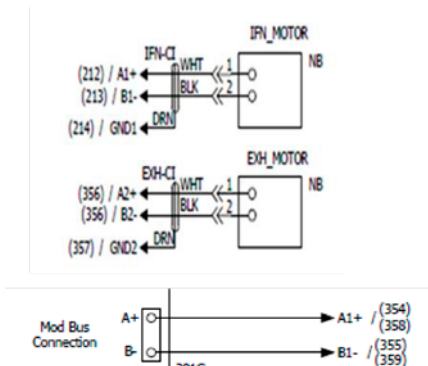 IFN_MOTOR
IFN-CI
NB
(212) / A1+ WHT 1
(213) / B1- BLK 2
(214) / GND1 DRN
EXH_MOTOR
EXH-CI
NB
(356) / A2+ WHT 1
(356) / B2- BLK 2
(357) / GND2 DRN
Mod Bus
Connection
A+ A1+ / (354)
(358)
B- B1- / (355)
(359)